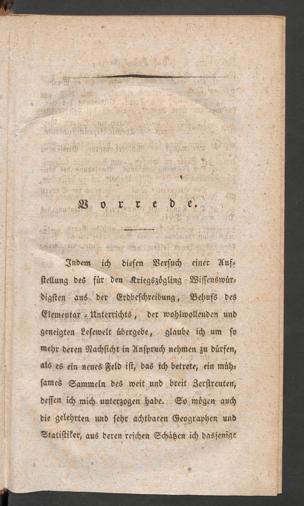 Vorrede.
Indem ich diesen Versuch einer Auf-
stellung des für den Kriegszögling Wissenswür-
digsten aus der Erdbeschreibung, Behufs des
Elementar-Unterrichts, der wohlwollenden und
geneigten Lesewelt übergebe, glaube ich um so
mehr deren Nachsicht in Anspruch nehmen zu dürfen,
als es ein neues Feld ist, das ich betrete, ein müh-
sames Sammeln des weit und breit Zerstreuten,
dessen ich mich unterzogen habe. So mögen auch
die gelehrten und sehr achtbaren Geographen und
Statistiker, aus deren reichen Schätzen ich dasjenige